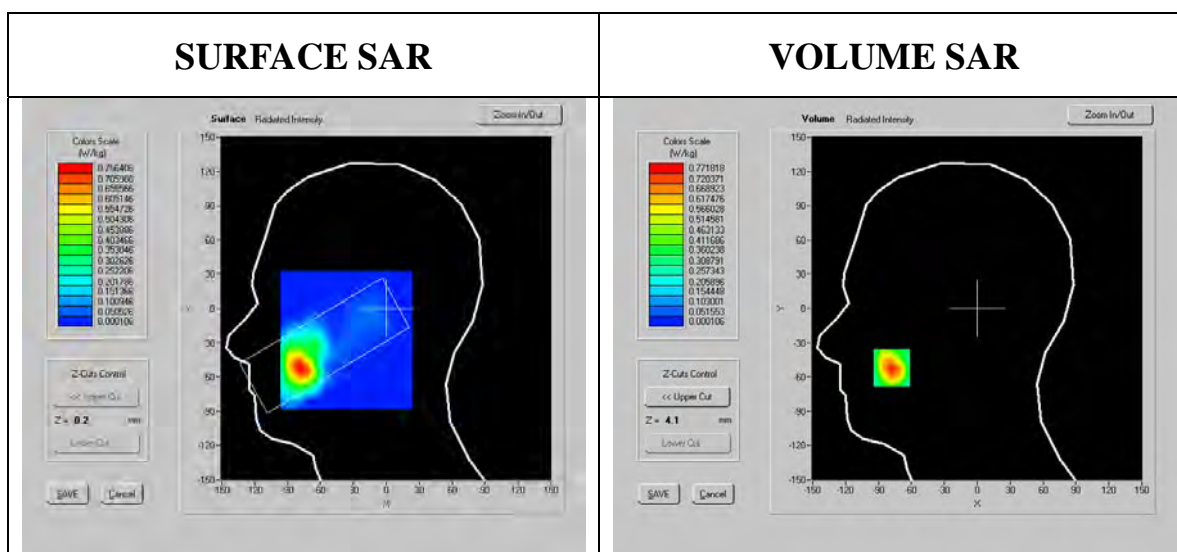 SURFACE SAR
VOLUME SAR
Surface Radiated Intensity
Zoom In/Out
Colors Scale
(W/kg)
0.756406
0.705980
0.605146
0.554726
0.504306
0.453886
0.403466
0.353046
0.302626
0.252206
0.201786
0.151366
0.100946
0.050526
0.000106
150
90
60
30
0
-30
-60
-90
-120
-150
-150 -120 -90 -60 -30 0 30 60 90 120 150
X
Y
Z-Cuts Control
<< Upper Cut
Z = 0.2 mm
Lower Cut
SAVE Cancel
Volume Radiated Intensity
Zoom In/Out
Colors Scale
(W/kg)
0.771818
0.720371
0.668923
0.617476
0.566028
0.514581
0.463133
0.411686
0.360238
0.308791
0.257343
0.205896
0.154448
0.103001
0.051553
0.000106
150
90
60
30
0
-30
-60
-90
-120
-150
-150 -120 -90 -60 -30 0 30 60 90 120 150
X
Y
Z-Cuts Control
<< Upper Cut
Z = 4.1 mm
Lower Cut
SAVE Cancel